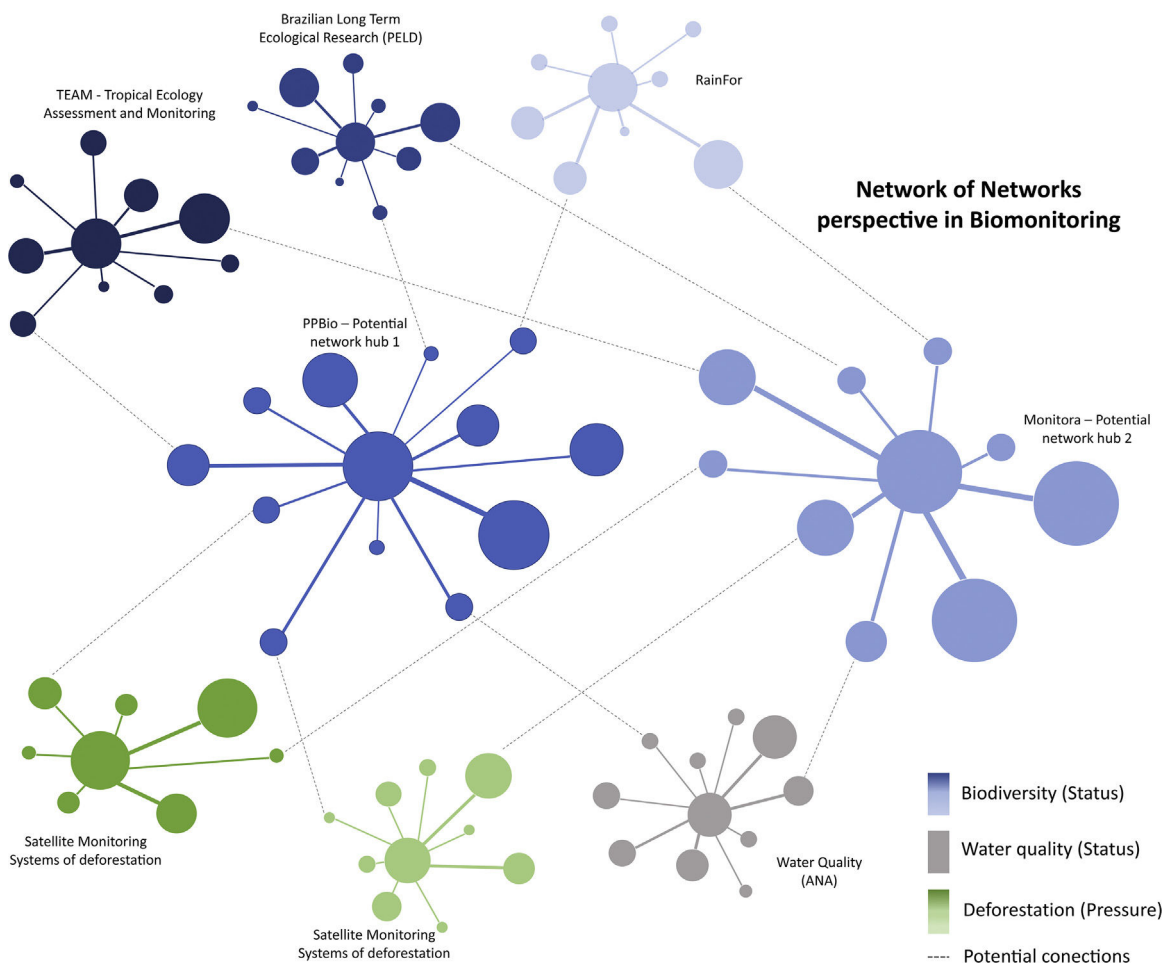 Brazilian Long Term
Ecological Research (PELD)
RainFor
TEAM - Tropical Ecology
Assessment and Monitoring
Network of Networks
perspective in Biomonitoring
PPBio – Potential
network hub 1
Monitora – Potential
network hub 2
Satellite Monitoring
Systems of deforestation
Satellite Monitoring
Systems of deforestation
Water Quality
(ANA)
Biodiversity (Status)
Water quality (Status)
Deforestation (Pressure)
Potential conections